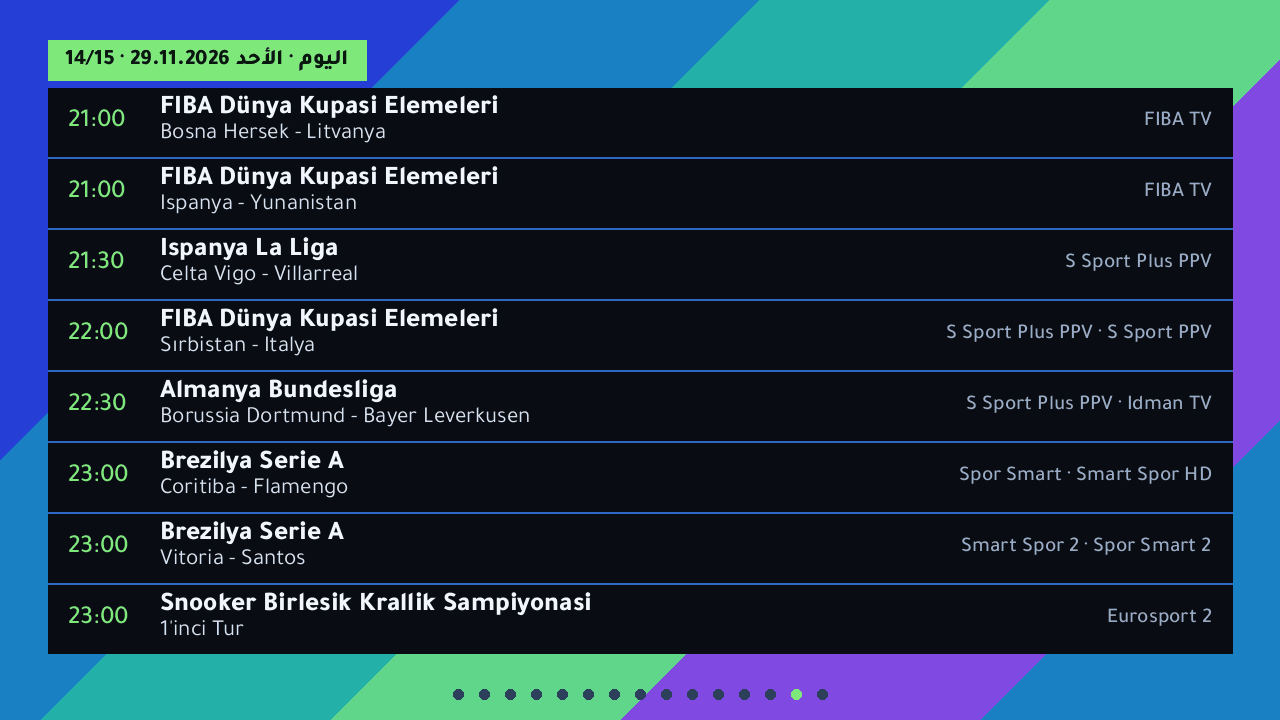 اليوم · الأحد 29.11.2026 · 14/15
21:00
FIBA Dünya Kupasi Elemeleri
Bosna Hersek - Litvanya
FIBA TV
21:00
FIBA Dünya Kupasi Elemeleri
Ispanya - Yunanistan
FIBA TV
21:30
Ispanya La Liga
Celta Vigo - Villarreal
S Sport Plus PPV
22:00
FIBA Dünya Kupasi Elemeleri
Sırbistan - Italya
S Sport Plus PPV · S Sport PPV
22:30
Almanya Bundesliga
Borussia Dortmund - Bayer Leverkusen
S Sport Plus PPV · Idman TV
23:00
Brezilya Serie A
Coritiba - Flamengo
Spor Smart · Smart Spor HD
23:00
Brezilya Serie A
Vitoria - Santos
Smart Spor 2 · Spor Smart 2
23:00
Snooker Birlesik Krallik Sampiyonasi
1'inci Tur
Eurosport 2